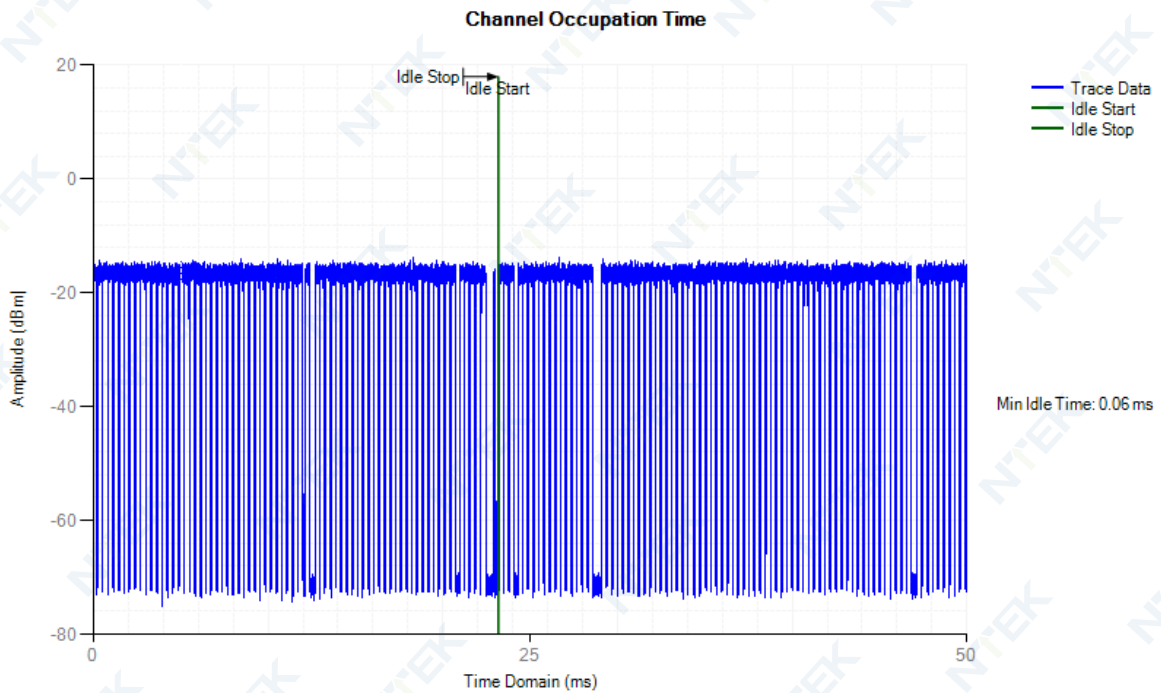 Channel Occupation Time
20
0
-20
-40
-60
-80
Amplitude [dBm]
Idle Stop
Idle Start
0
25
50
Time Domain (ms)
Trace Data
Idle Start
Idle Stop
Min Idle Time: 0.06 ms
NTEK